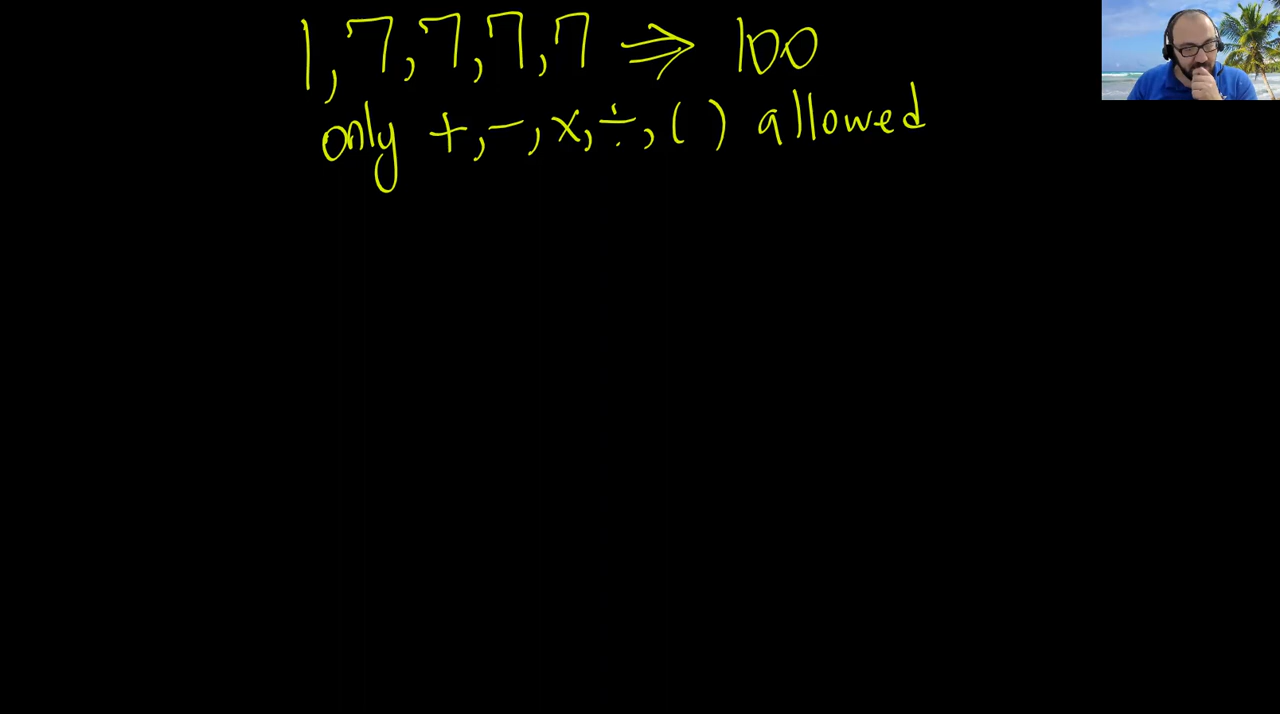 1, 7, 7, 7, 7 ⇒ 100
only +, -, ×, ÷, ( ) allowed